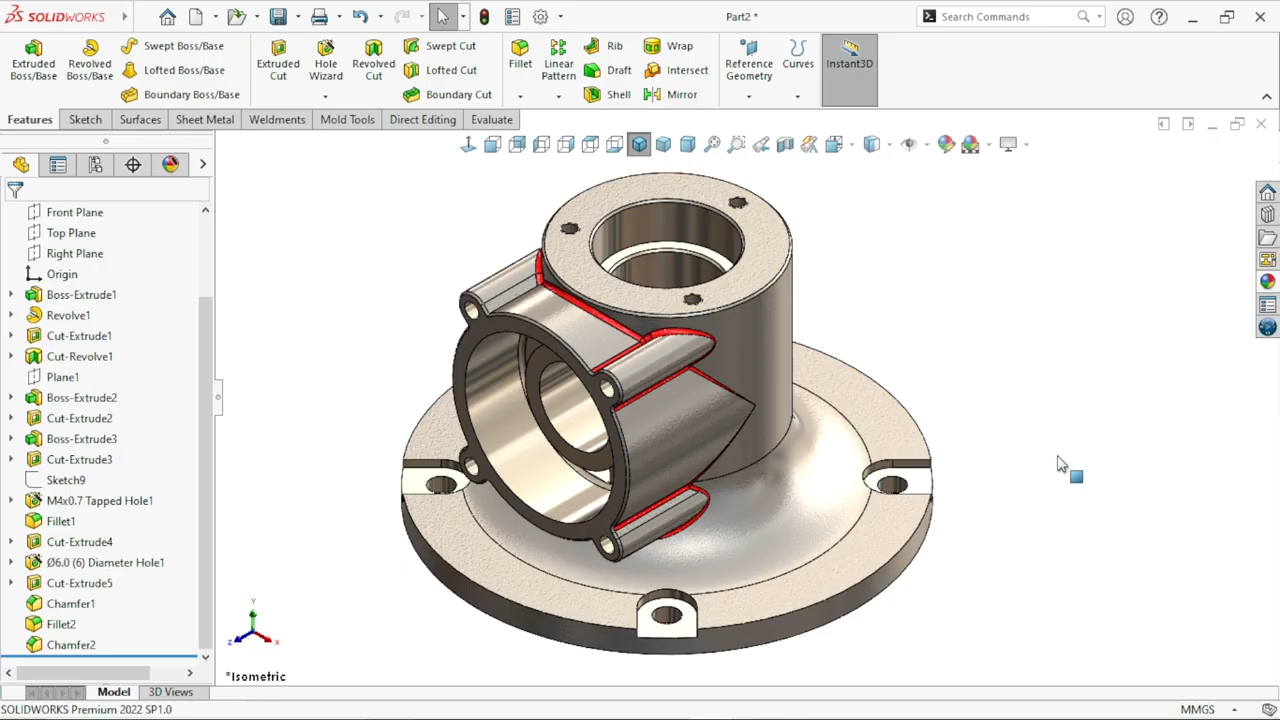 SOLIDWORKS
Part2 *
Search Commands
Extruded Boss/Base
Revolved Boss/Base
Swept Boss/Base
Lofted Boss/Base
Boundary Boss/Base
Extruded Cut
Hole Wizard
Revolved Cut
Swept Cut
Lofted Cut
Boundary Cut
Fillet
Linear Pattern
Rib
Draft
Shell
Wrap
Intersect
Mirror
Reference Geometry
Curves
Instant3D
Features
Sketch
Surfaces
Sheet Metal
Weldments
Mold Tools
Direct Editing
Evaluate
Front Plane
Top Plane
Right Plane
Origin
Boss-Extrude1
Revolve1
Cut-Extrude1
Cut-Revolve1
Plane1
Boss-Extrude2
Cut-Extrude2
Boss-Extrude3
Cut-Extrude3
Sketch9
M4x0.7 Tapped Hole1
Fillet1
Cut-Extrude4
Ø6.0 (6) Diameter Hole1
Cut-Extrude5
Chamfer1
Fillet2
Chamfer2
Y
Z
X
*Isometric
Model
3D Views
SOLIDWORKS Premium 2022 SP1.0
MMGS